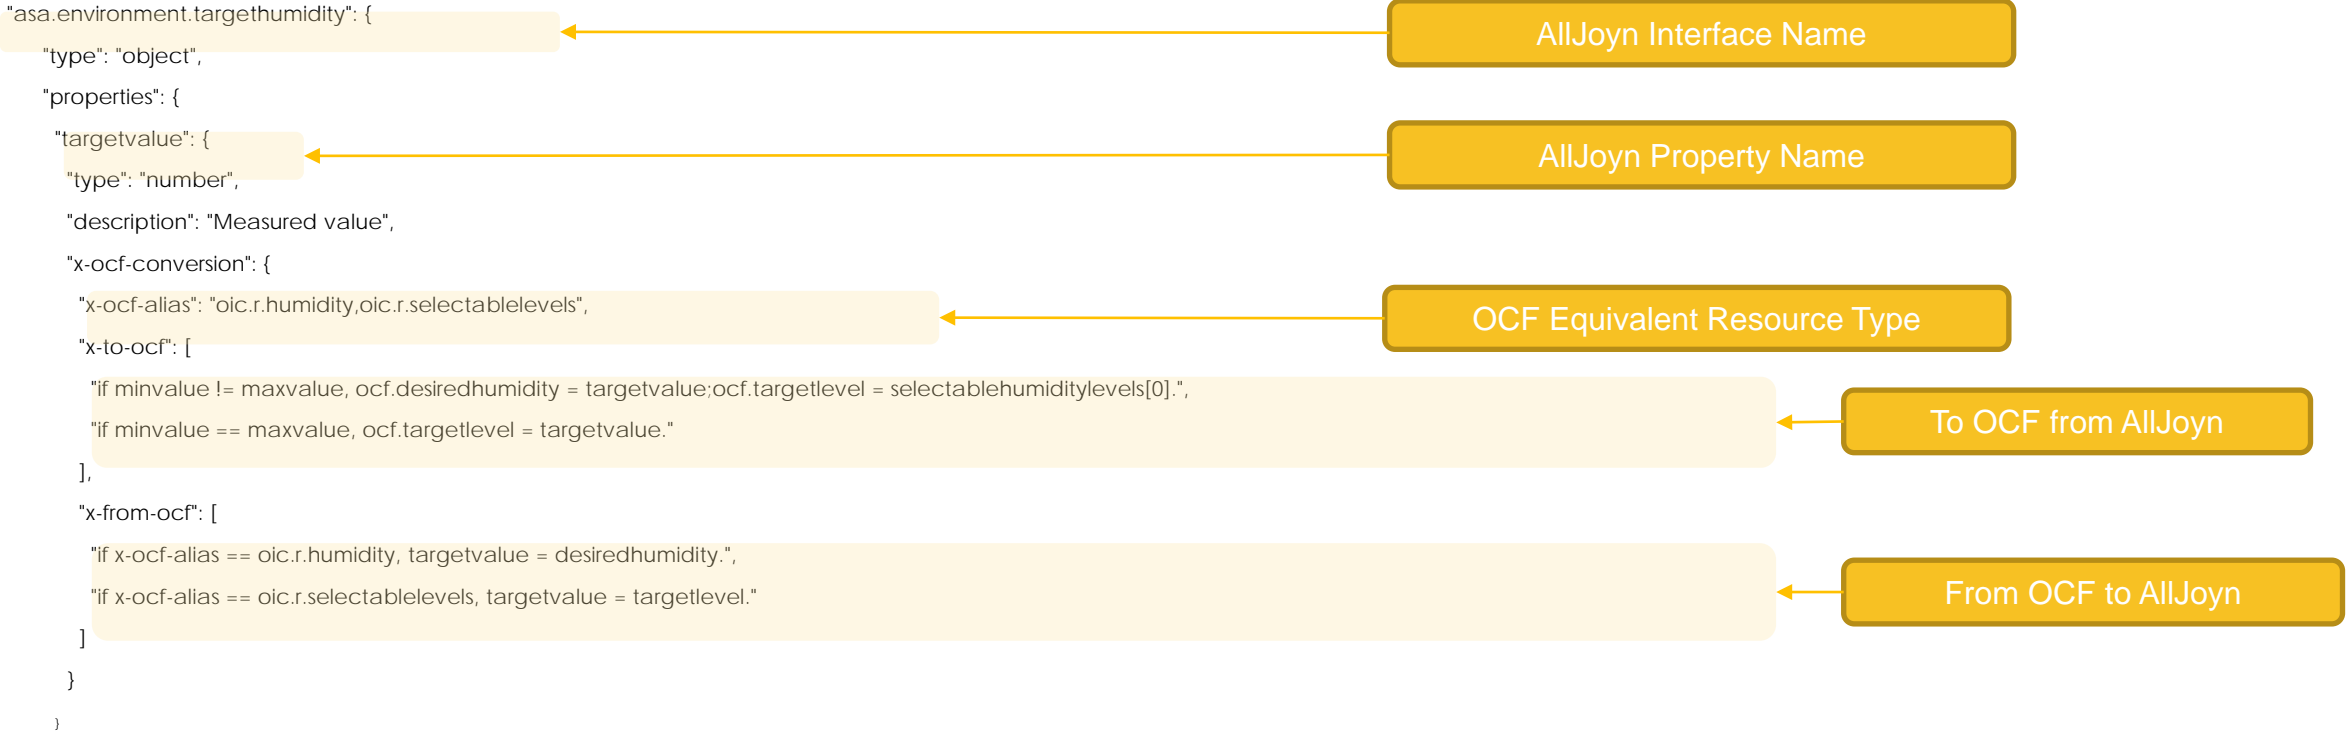 "asa.environment.targethumidity": {
AllJoyn Interface Name
"type": "object",
"properties": {
"targetvalue": {
AllJoyn Property Name
"type": "number",
"description": "Measured value",
"x-ocf-conversion": {
"x-ocf-alias": "oic.r.humidity,oic.r.selectablelevels",
OCF Equivalent Resource Type
"x-to-ocf": [
"if minvalue != maxvalue, ocf.desiredhumidity = targetvalue;ocf.targetlevel = selectablehumiditylevels[0].",
"if minvalue == maxvalue, ocf.targetlevel = targetvalue."
To OCF from AllJoyn
],
"x-from-ocf": [
"if x-ocf-alias == oic.r.humidity, targetvalue = desiredhumidity.",
"if x-ocf-alias == oic.r.selectablelevels, targetvalue = targetlevel."
From OCF to AllJoyn
]
}
}